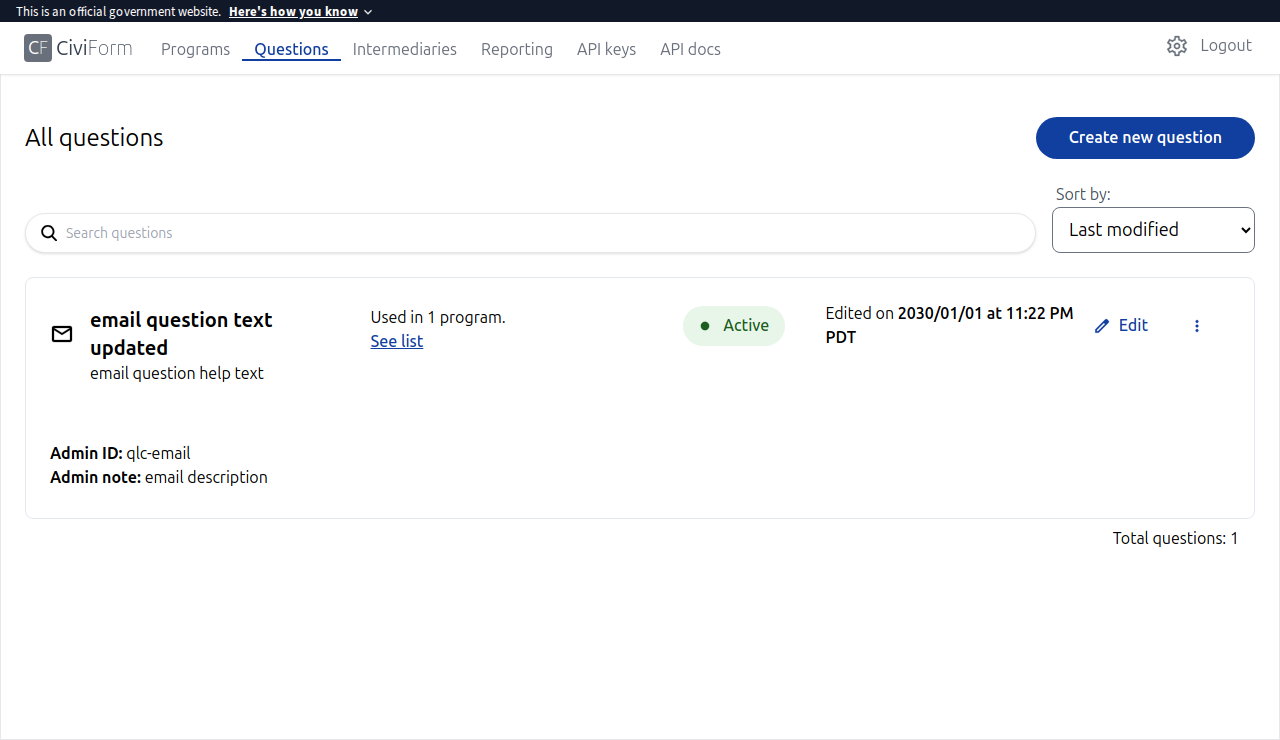 This is an official government website. Here's how you know
CF CiviForm Programs Questions Intermediaries Reporting API keys API docs Logout
All questions
Create new question
Sort by:
Search questions
Last modified
email question text
updated
email question help text
Used in 1 program.
See list
Active
Edited on 2030/01/01 at 11:22 PM
PDT
Edit
Admin ID: qlc-email
Admin note: email description
Total questions: 1